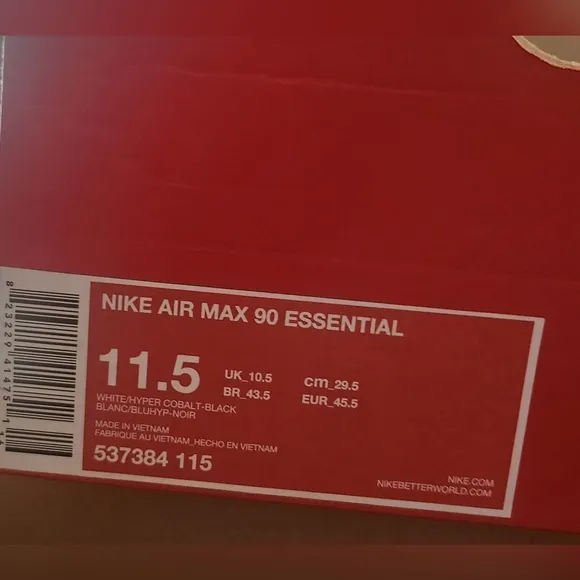 NIKE AIR MAX 90 ESSENTIAL
11.5
UK_10.5
cm_29.5
BR_43.5
EUR_45.5
WHITE/HYPER COBALT-BLACK
BLANC/BLUHYP-NOIR
MADE IN VIETNAM
FABRIQUE AU VIETNAM_HECHO EN VIETNAM
537384 115
NIKE.COM
NIKEBETTERWORLD.COM